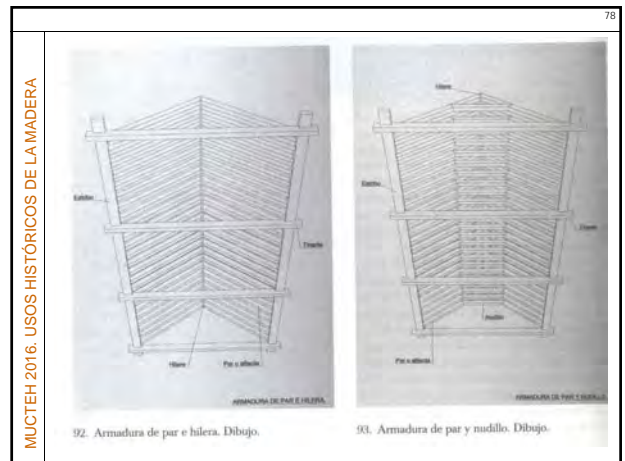 78
MUCTEH 2016. USOS HISTÓRICOS DE LA MADERA
Estribo
Tirante
Hilera
Par o alfarda
ARMADURA DE PAR E HILERA.
92. Armadura de par e hilera. Dibujo.
Hilera
Estribo
Tirante
nudillo
Par o alfarda
ARMADURA DE PAR Y NUDILLO.
93. Armadura de par y nudillo. Dibujo.